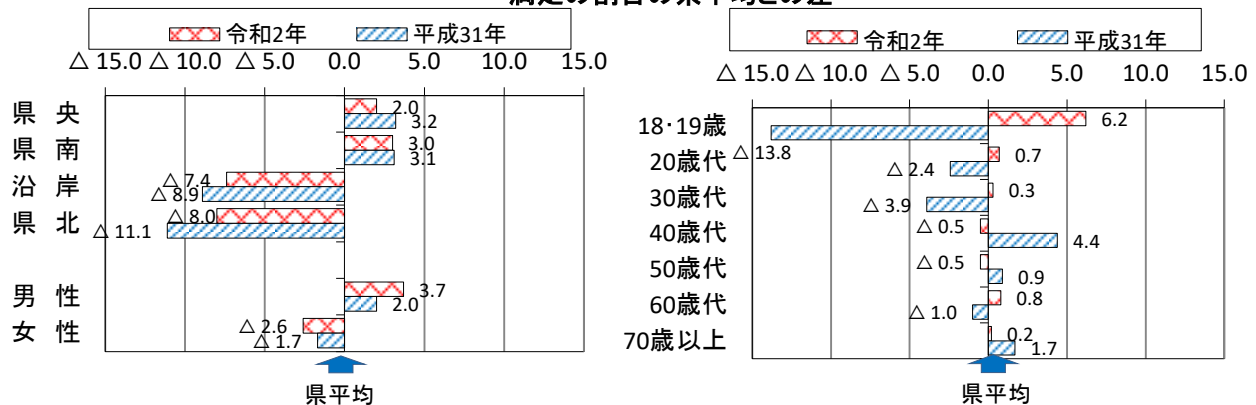 満足の割合の県平均との差
令和2年 平成31年
△ 15.0 △ 10.0 △ 5.0 0.0 5.0 10.0 15.0
県 央 2.0
3.2
県 南 3.0
3.1
沿 岸 △ 7.4
△ 8.9
県 北 △ 8.0
△ 11.1
男 性 3.7
2.0
女 性 △ 2.6
△ 1.7
県平均
令和2年 平成31年
△ 15.0 △ 10.0 △ 5.0 0.0 5.0 10.0 15.0
18･19歳 6.2
△ 13.8
20歳代 0.7
△ 2.4
30歳代 0.3
△ 3.9
40歳代 △ 0.5
4.4
50歳代 △ 0.5
0.9
60歳代 0.8
△ 1.0
70歳以上 0.2
1.7
県平均